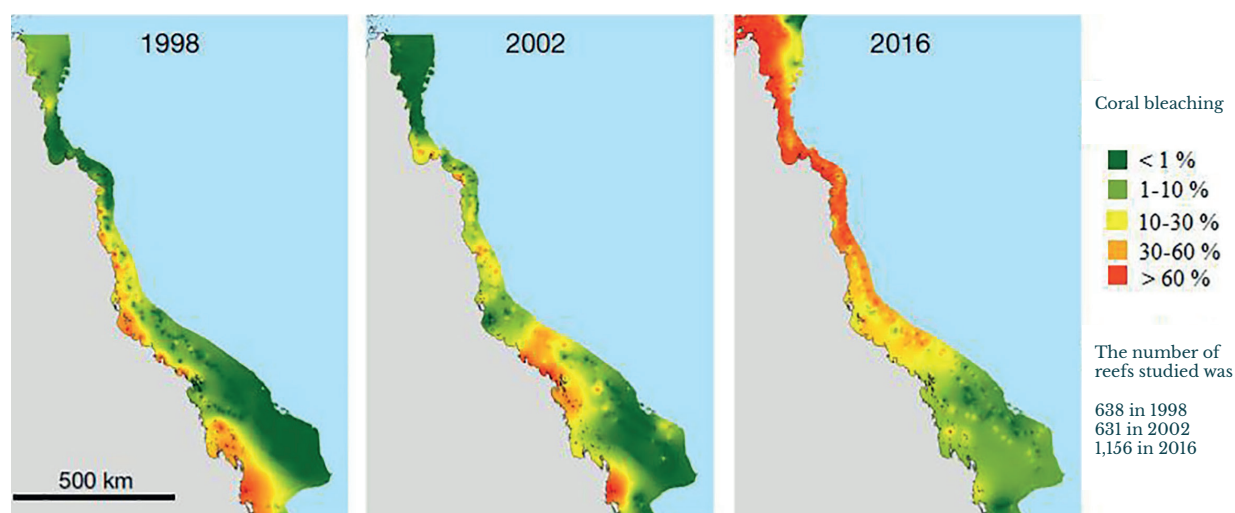 1998
2002
2016
500 km
Coral bleaching
< 1 %
1-10 %
10-30 %
30-60 %
> 60 %
The number of
reefs studied was
638 in 1998
631 in 2002
1,156 in 2016